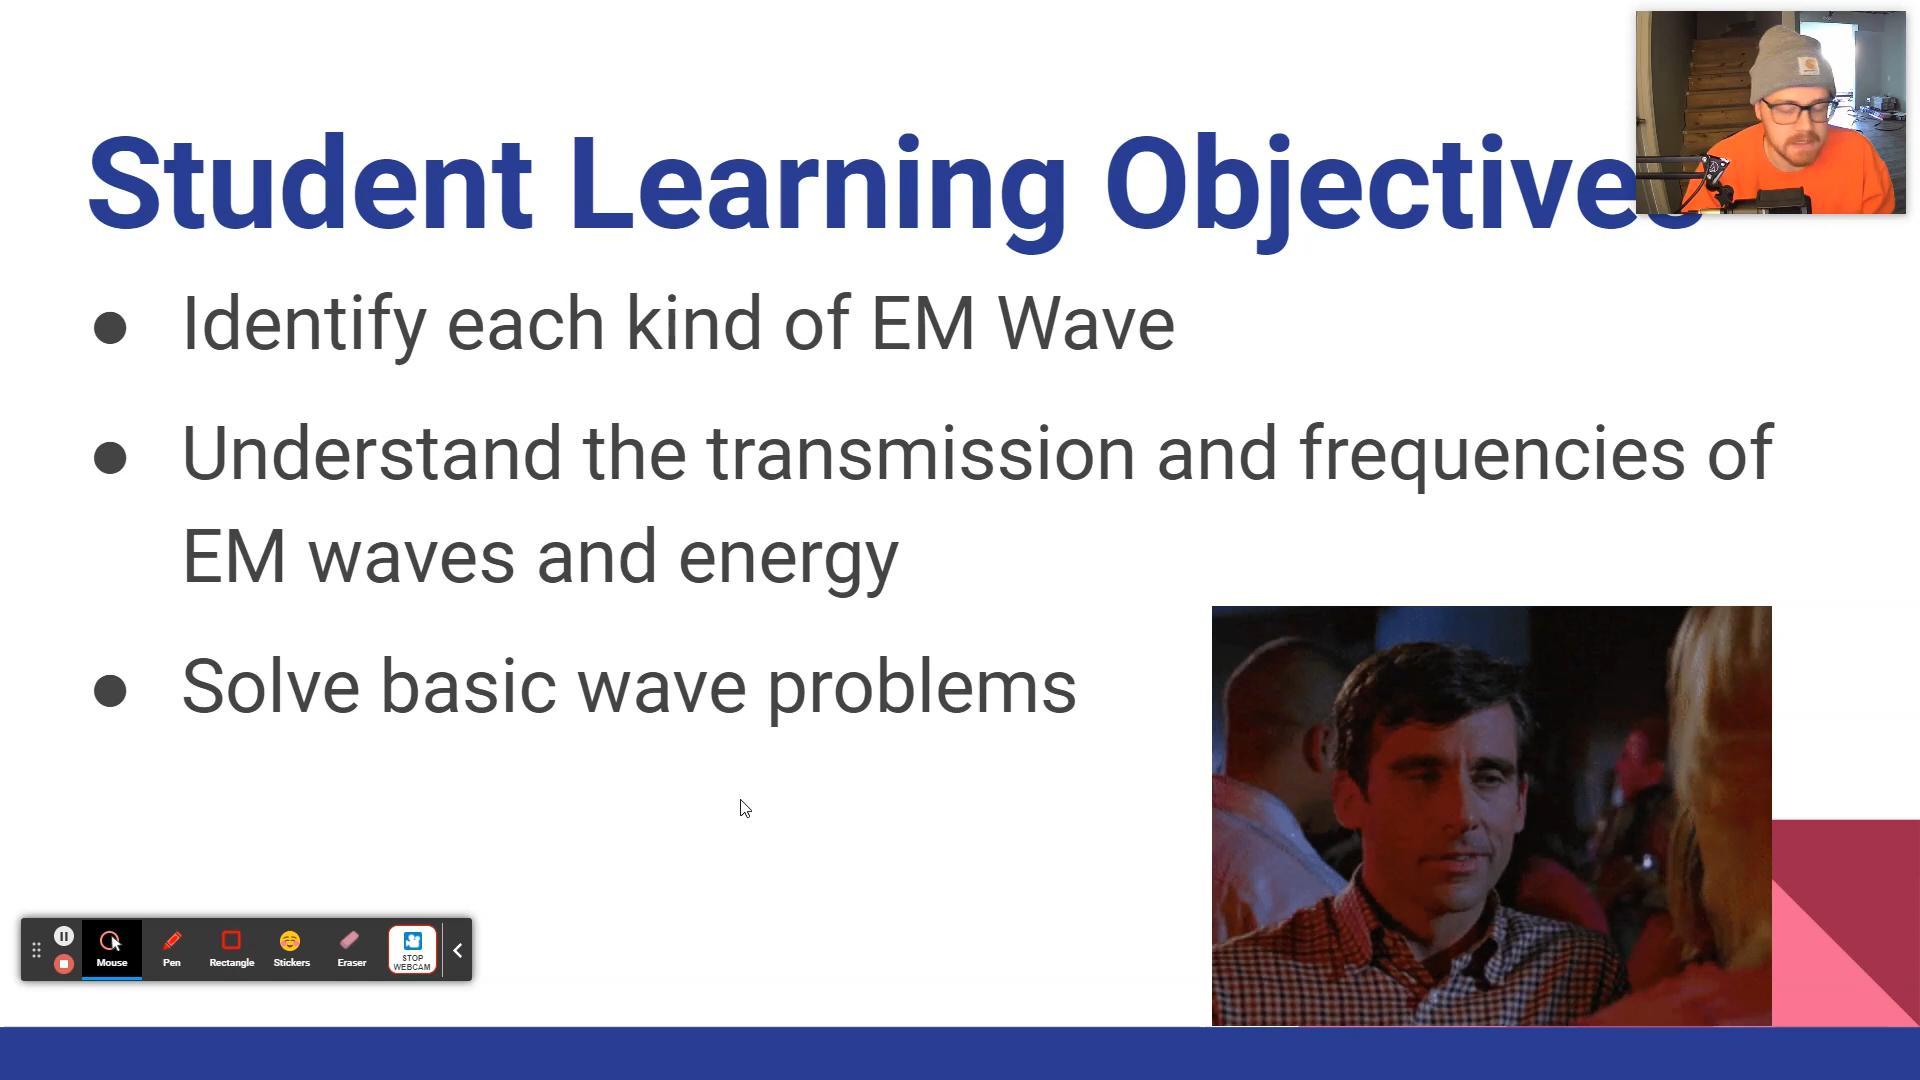 Student Learning Objectives
● Identify each kind of EM Wave
● Understand the transmission and frequencies of
EM waves and energy
● Solve basic wave problems
Mouse
Pen
Rectangle
Stickers
Eraser
STOP
WEBCAM